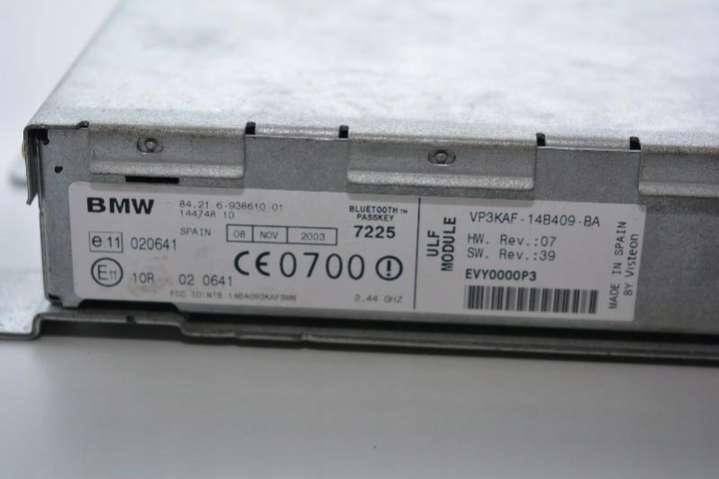 BMW
84.21 6-938610.01
144748 10
SPAIN
08 NOV 2003
BLUETOOTH™
PASSKEY
7225
e 11 020641
CE0700
E11 10R 02 0641
2.44 GHZ
ULF
MODULE
VP3KAF-14B409-BA
HW. Rev.:07
SW. Rev.:39
EVY0000P3
MADE IN SPAIN
BY Visteon